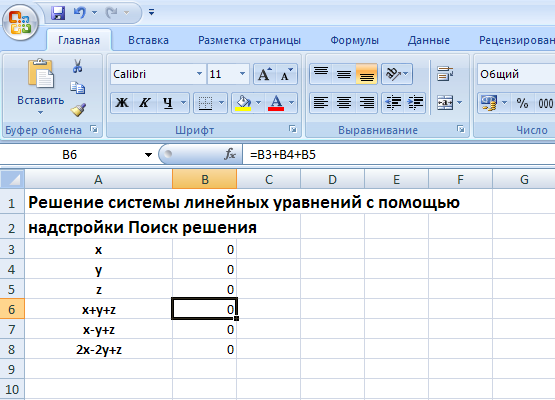 Главная Вставка Разметка страницы Формулы Данные Рецензирован
Вставить
Calibri 11 A A Общий
Ж К Ч A % 000
Буфер обмена Шрифт Выравнивание Число
B6 fx =B3+B4+B5
A B C D E F G
1 Решение системы линейных уравнений с помощью
2 надстройки Поиск решения
3 x 0
4 y 0
5 z 0
6 x+y+z 0
7 x-y+z 0
8 2x-2y+z 0
9
10